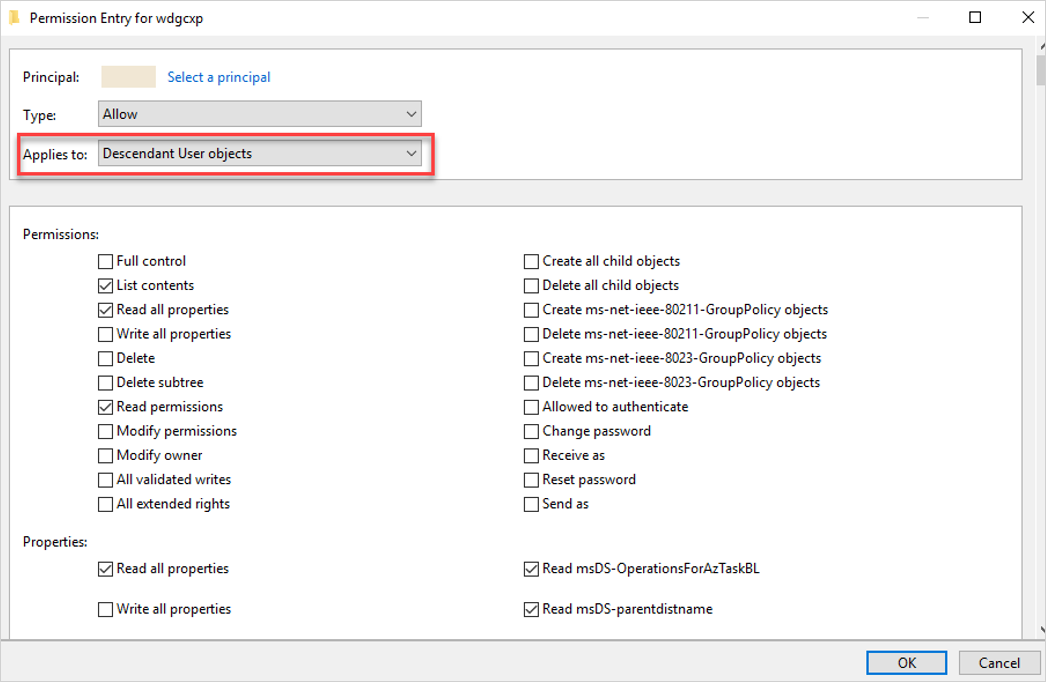 Permission Entry for wdgcxp
Principal: Select a principal
Type: Allow
Applies to: Descendant User objects
Permissions:
Full control Create all child objects
List contents Delete all child objects
Read all properties Create ms-net-ieee-80211-GroupPolicy objects
Write all properties Delete ms-net-ieee-80211-GroupPolicy objects
Delete Create ms-net-ieee-8023-GroupPolicy objects
Delete subtree Delete ms-net-ieee-8023-GroupPolicy objects
Read permissions Allowed to authenticate
Modify permissions Change password
Modify owner Receive as
All validated writes Reset password
All extended rights Send as
Properties:
Read all properties Read msDS-OperationsForAzTaskBL
Write all properties Read msDS-parentdistname
OK Cancel